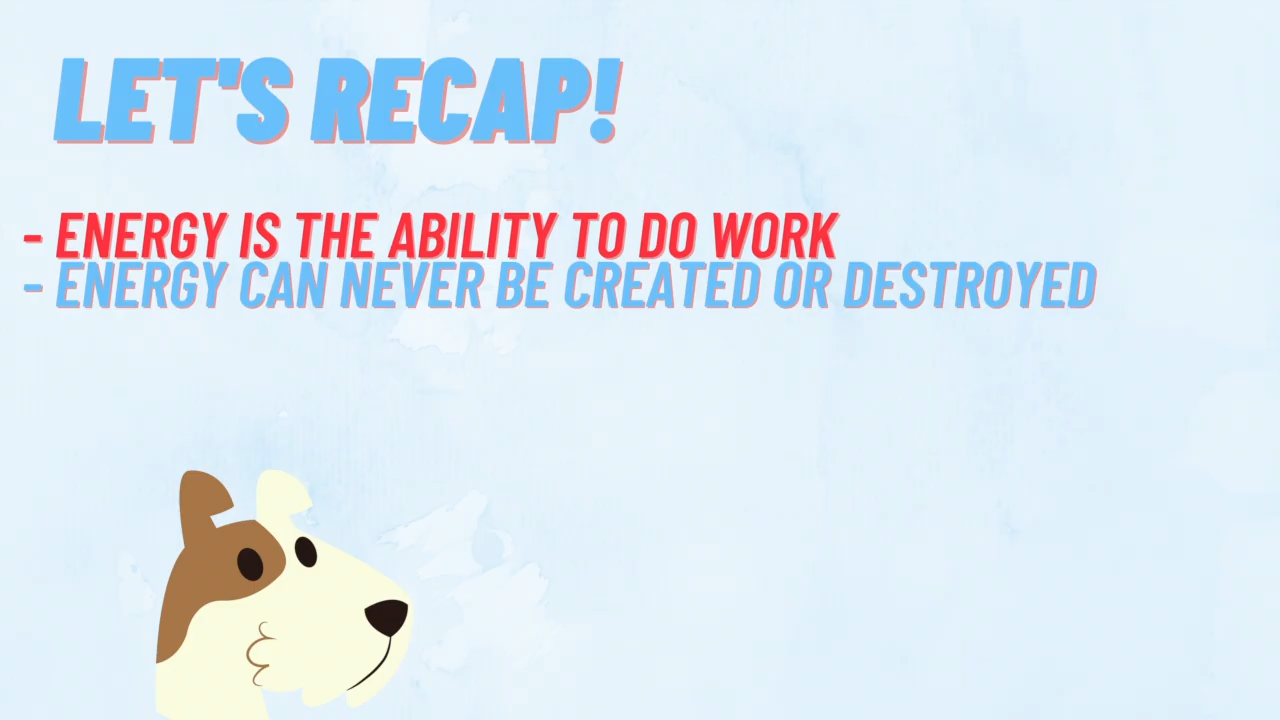 LET'S RECAP!
- ENERGY IS THE ABILITY TO DO WORK
- ENERGY CAN NEVER BE CREATED OR DESTROYED